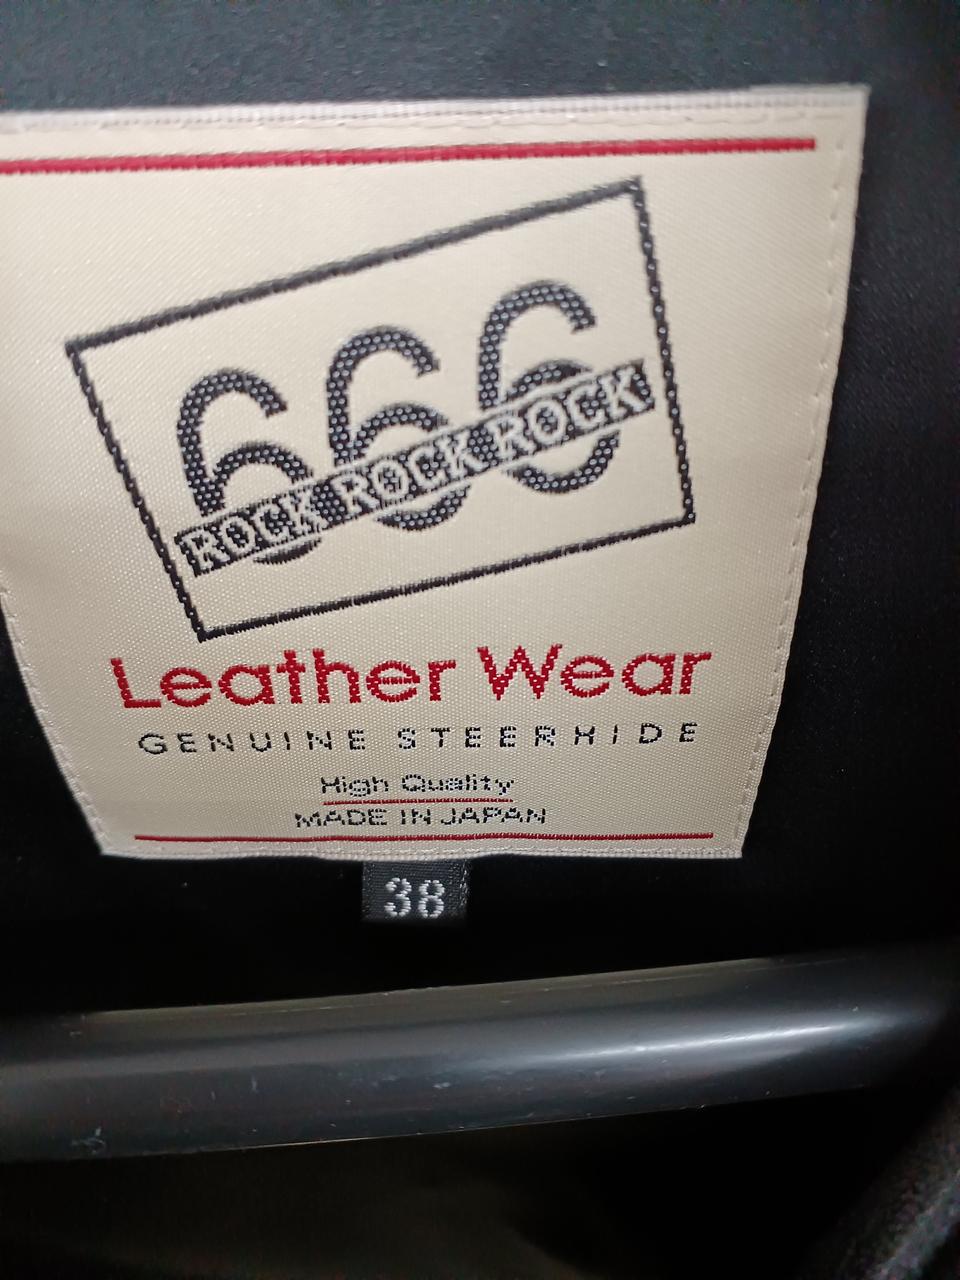 666
ROCK ROCK ROCK
Leather Wear
GENUINE STEERHIDE
High Quality
MADE IN JAPAN
38